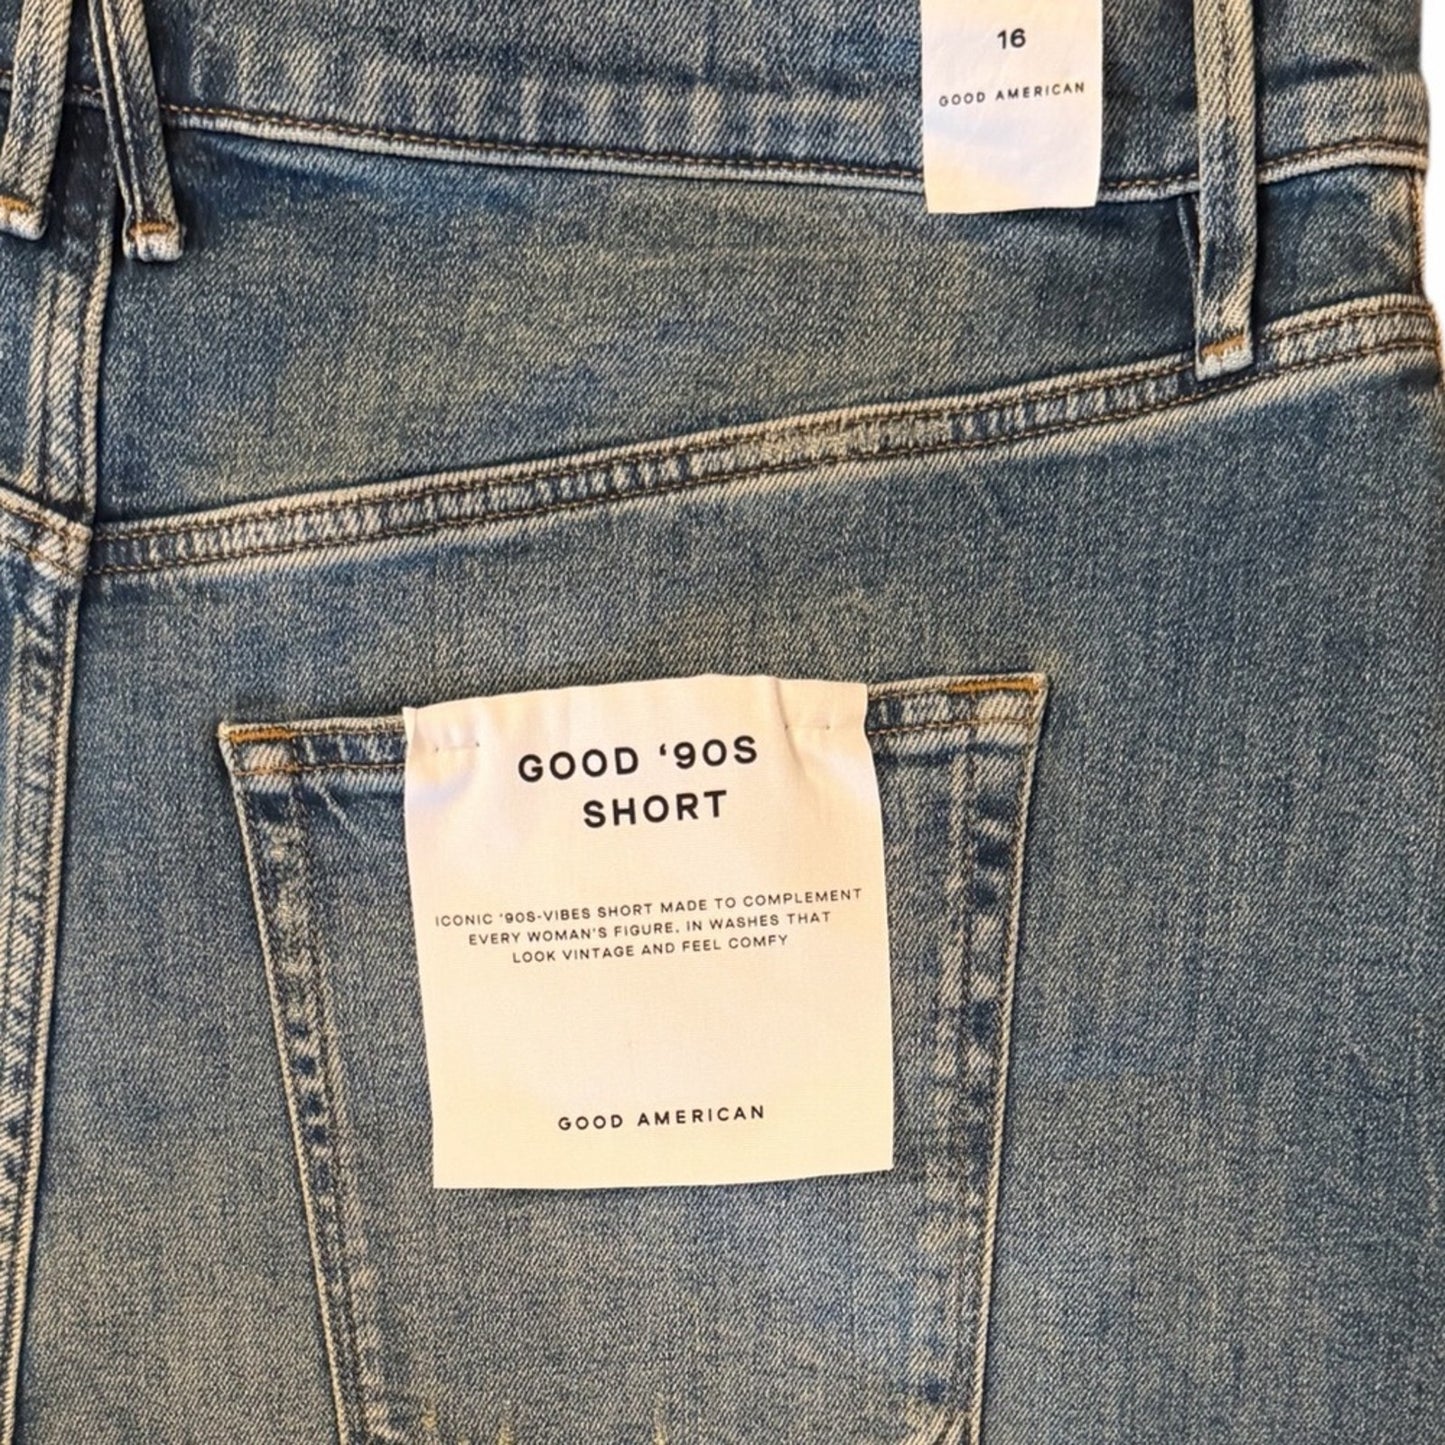 16
GOOD AMERICAN
GOOD ‘90S
SHORT
ICONIC ‘90S-VIBES SHORT MADE TO COMPLEMENT
EVERY WOMAN'S FIGURE. IN WASHES THAT
LOOK VINTAGE AND FEEL COMFY
GOOD AMERICAN